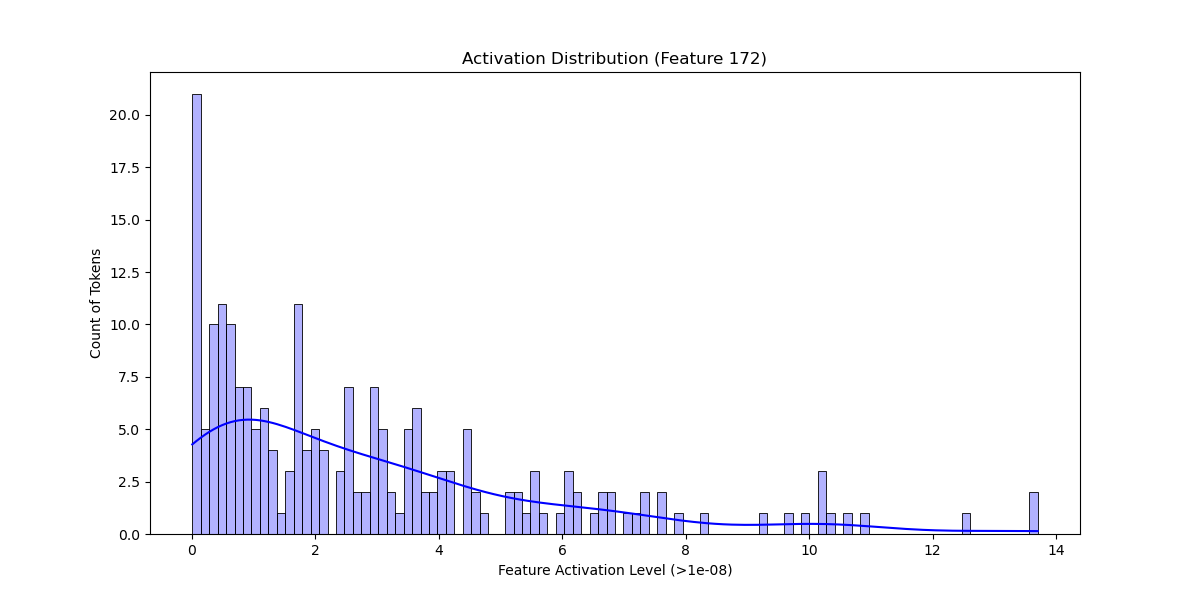 Activation Distribution (Feature 172)
20.0
17.5
15.0
12.5
10.0
7.5
5.0
2.5
0.0
Count of Tokens
0 2 4 6 8 10 12 14
Feature Activation Level (>1e-08)